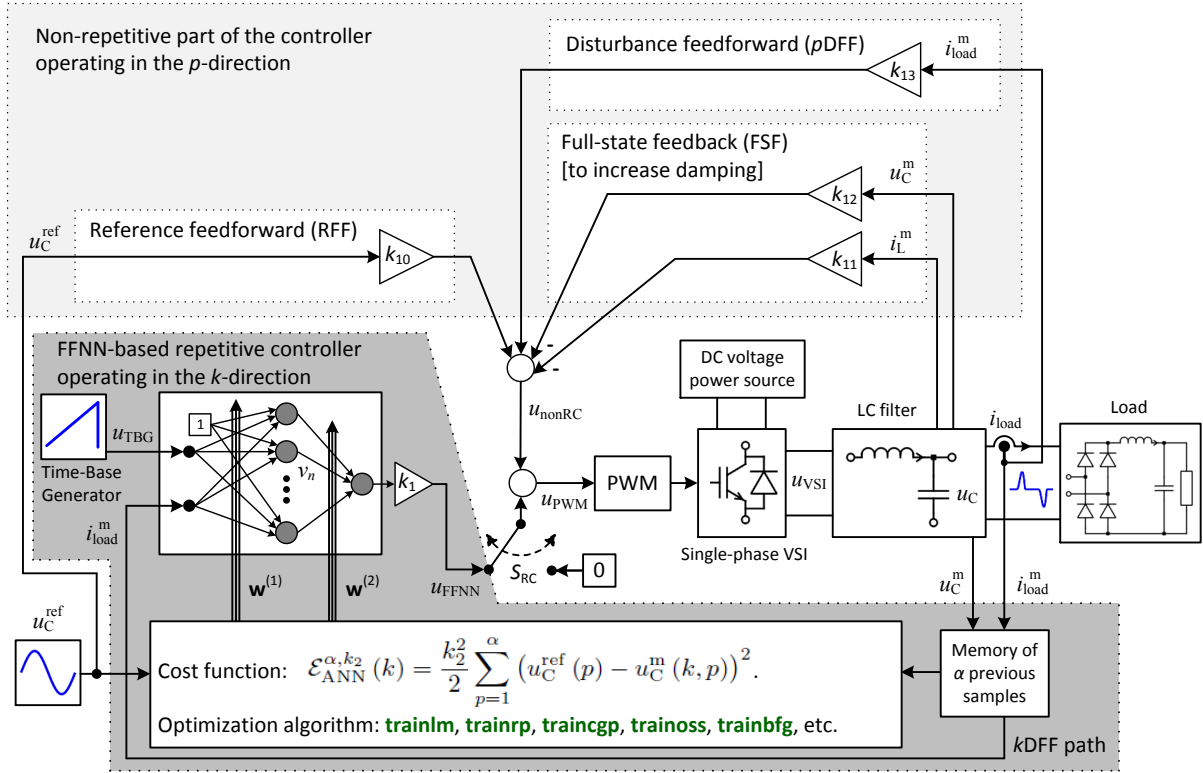 Non-repetitive part of the controller
operating in the p-direction
Disturbance feedforward (pDFF)
k13
i_load^m
Full-state feedback (FSF)
[to increase damping]
u_C^m
k12
i_L^m
k11
u_C^ref
Reference feedforward (RFF)
k10
-
-
FFNN-based repetitive controller
operating in the k-direction
u_nonRC
DC voltage
power source
LC filter
i_load
Load
u_TBG
1
v_n
Time-Base
Generator
k1
u_PWM
PWM
u_VSI
u_C
i_load^m
Single-phase VSI
S_RC
0
u_FFNN
w^(1)
w^(2)
u_C^m
i_load^m
u_C^ref
Cost function: ℰ_ANN^{α,k_2} (k) = \frac{k_2^2}{2} \sum_{p=1}^{α} (u_C^ref (p) − u_C^m (k, p))^2.
Memory of
α previous
samples
Optimization algorithm: trainlm, trainrp, traincgp, trainoss, trainbfg, etc.
kDFF path